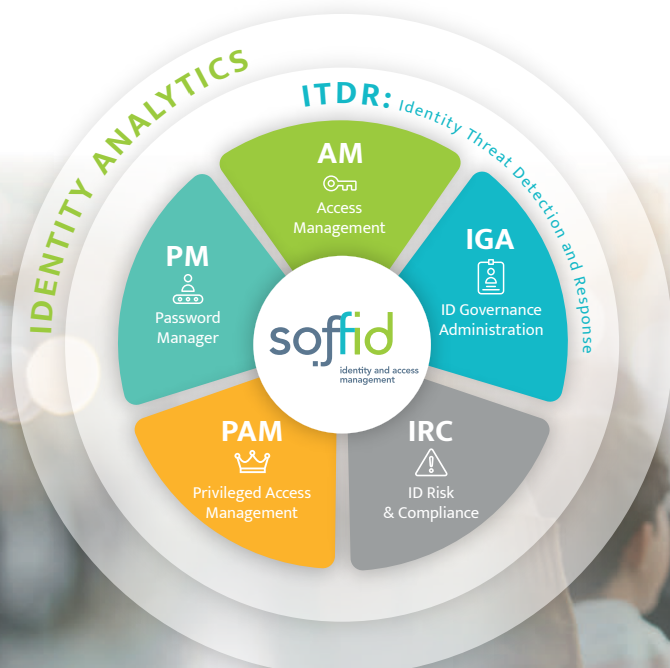 IDENTITY ANALYTICS
ITDR: Identity Threat Detection and Response
AM
Access
Management
IGA
ID Governance
Administration
PM
Password
Manager
soffid
identity and access
management
PAM
Privileged Access
Management
IRC
ID Risk
& Compliance